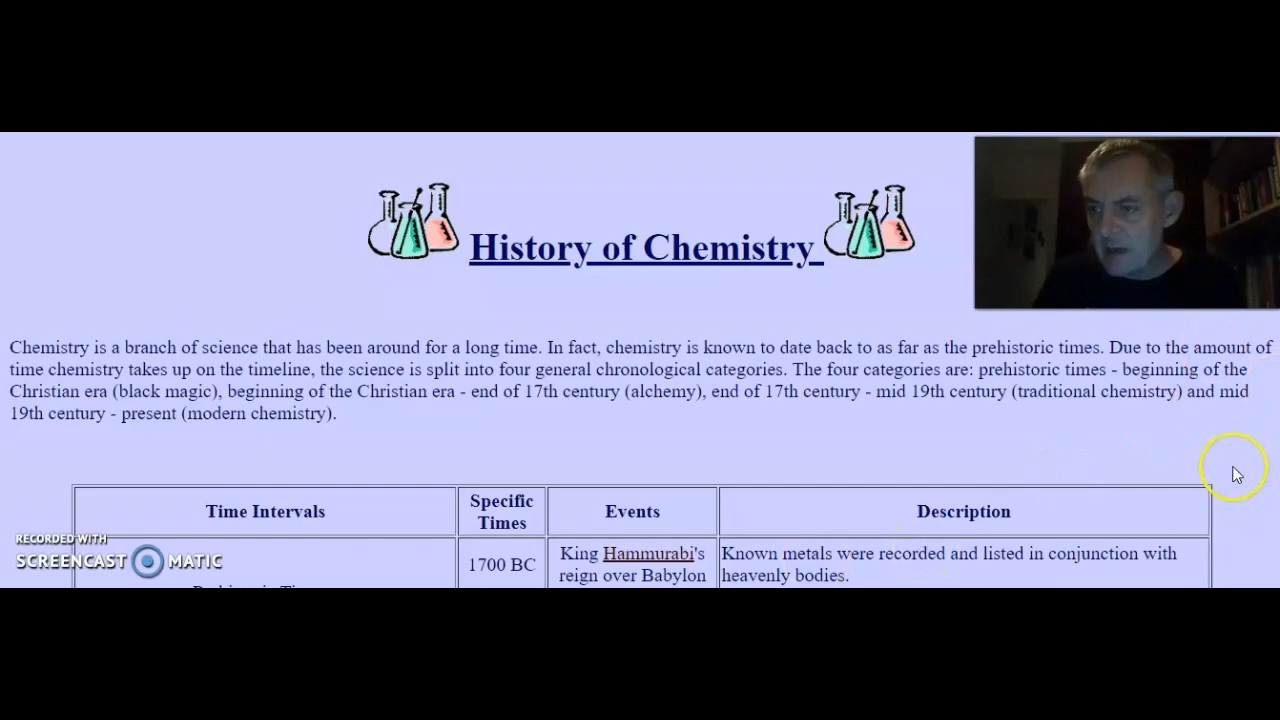 History of Chemistry
Chemistry is a branch of science that has been around for a long time. In fact, chemistry is known to date back to as far as the prehistoric times. Due to the amount of
time chemistry takes up on the timeline, the science is split into four general chronological categories. The four categories are: prehistoric times - beginning of the
Christian era (black magic), beginning of the Christian era - end of 17th century (alchemy), end of 17th century - mid 19th century (traditional chemistry) and mid
19th century - present (modern chemistry).
Time Intervals
Specific
Times
Events
Description
1700 BC
King Hammurabi's
reign over Babylon
Known metals were recorded and listed in conjunction with
heavenly bodies.
RECORDED WITH
SCREENCAST MATIC